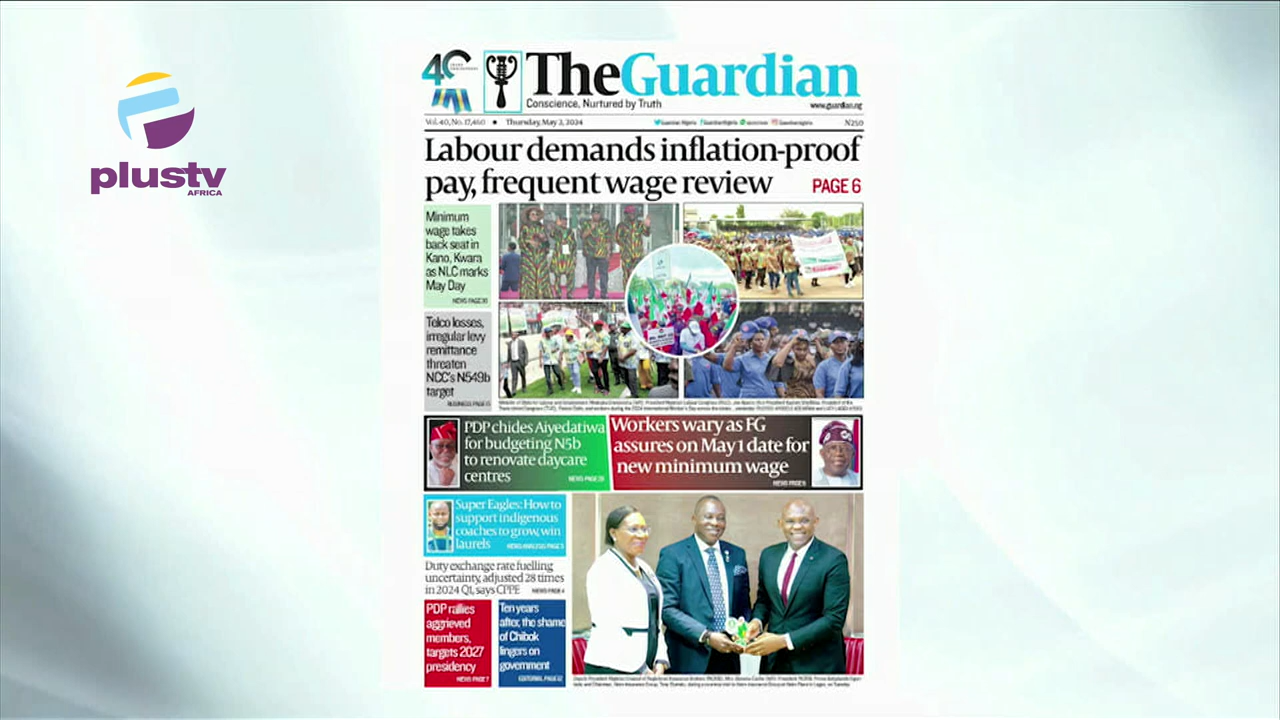 plustv
AFRICA
40
TheGuardian
Conscience, Nurtured by Truth
www.guardian.ng
Vol. 40, No. 17,460 • Thursday, May 2, 2024
N250
Labour demands inflation-proof
pay, frequent wage review PAGE 6
Minimum
wage takes
back seat in
Kano, Kwara
as NLC marks
May Day
Telco losses,
irregular levy
remittance
threaten
NCC's N549b
target
PDP chides Aiyedatiwa
for budgeting N5b
to renovate daycare
centres
Workers wary as FG
assures on May 1 date for
new minimum wage
Super Eagles: How to
support indigenous
coaches to grow, win
laurels
Duty exchange rate fuelling
uncertainty, adjusted 28 times
in 2024 Q1, says CPPE NEWS PAGE 4
PDP rallies
aggrieved
members,
targets 2027
presidency
NEWS PAGE 7
Ten years
after, the shame
of Chibok
lingers on
government